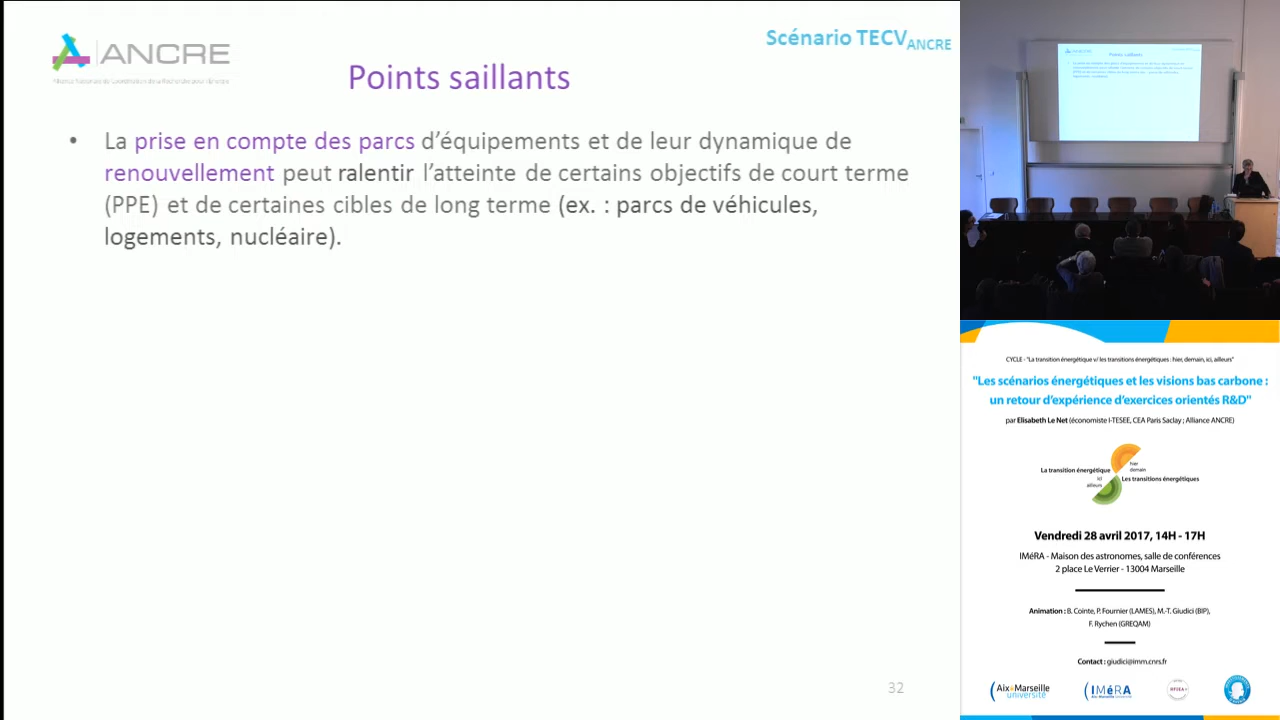 ANCRE
Scénario TECV ANCRE
Points saillants
• La prise en compte des parcs d'équipements et de leur dynamique de
renouvellement peut ralentir l'atteinte de certains objectifs de court terme
(PPE) et de certaines cibles de long terme (ex. : parcs de véhicules,
logements, nucléaire).
32
Points saillants
CYCLE - "La transition énergétique v/ les transitions énergétiques : hier, demain, ici, ailleurs"
"Les scénarios énergétiques et les visions bas carbone :
un retour d'expérience d'exercices orientés R&D"
par Elisabeth Le Net (économiste I-TESEE, CEA Paris Saclay ; Alliance ANCRE)
La transition énergétique
hier
demain
ici
ailleurs
Les transitions énergétiques
Vendredi 28 avril 2017, 14H - 17H
IMéRA - Maison des astronomes, salle de conférences
2 place Le Verrier - 13004 Marseille
Animation : B. Cointe, P. Fournier (LAMES), M.-T. Giudici (BIP),
F. Rychen (GREQAM)
Contact : giudici@imm.cnrs.fr
Aix Marseille
université
IMéRA